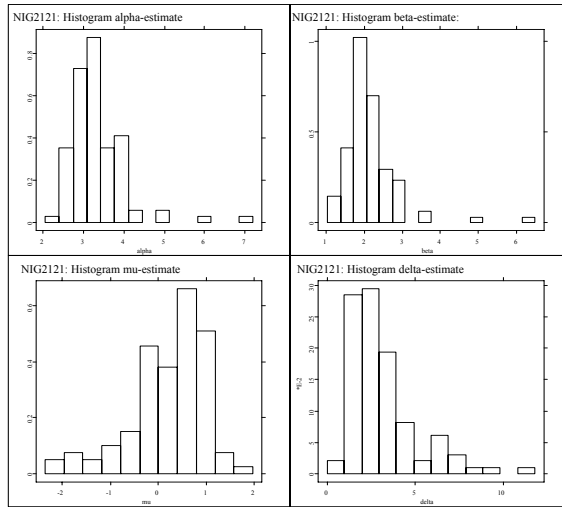 NIG2121: Histogram alpha-estimate
0.8
0.6
0.4
0.2
0
2 3 4 5 6 7
alpha
NIG2121: Histogram beta-estimate:
1
0.5
0
1 2 3 4 5 6
beta
NIG2121: Histogram mu-estimate
0.6
0.4
0.2
0
-2 -1 0 1 2
mu
NIG2121: Histogram delta-estimate
30
25
20
15
10
5
0
*E-2
0 5 10
delta